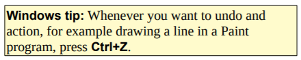 Windows tip: Whenever you want to undo and
action, for example drawing a line in a Paint
program, press Ctrl+Z.